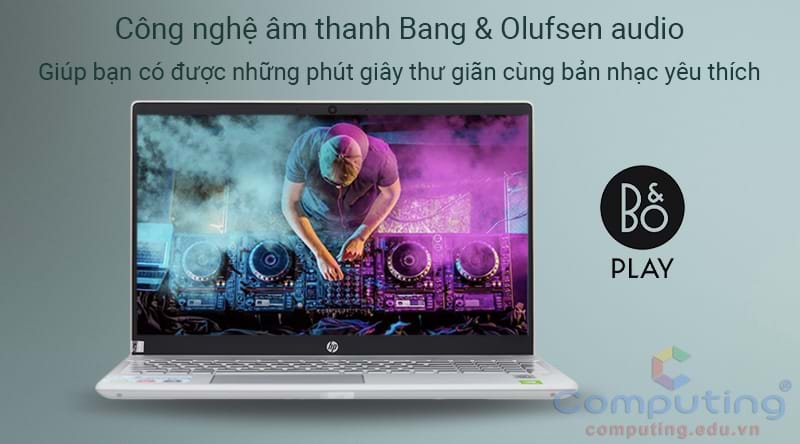 Công nghệ âm thanh Bang & Olufsen audio
Giúp bạn có được những phút giây thư giãn cùng bản nhạc yêu thích
B&O
PLAY
hp
Computing®
computing.edu.vn